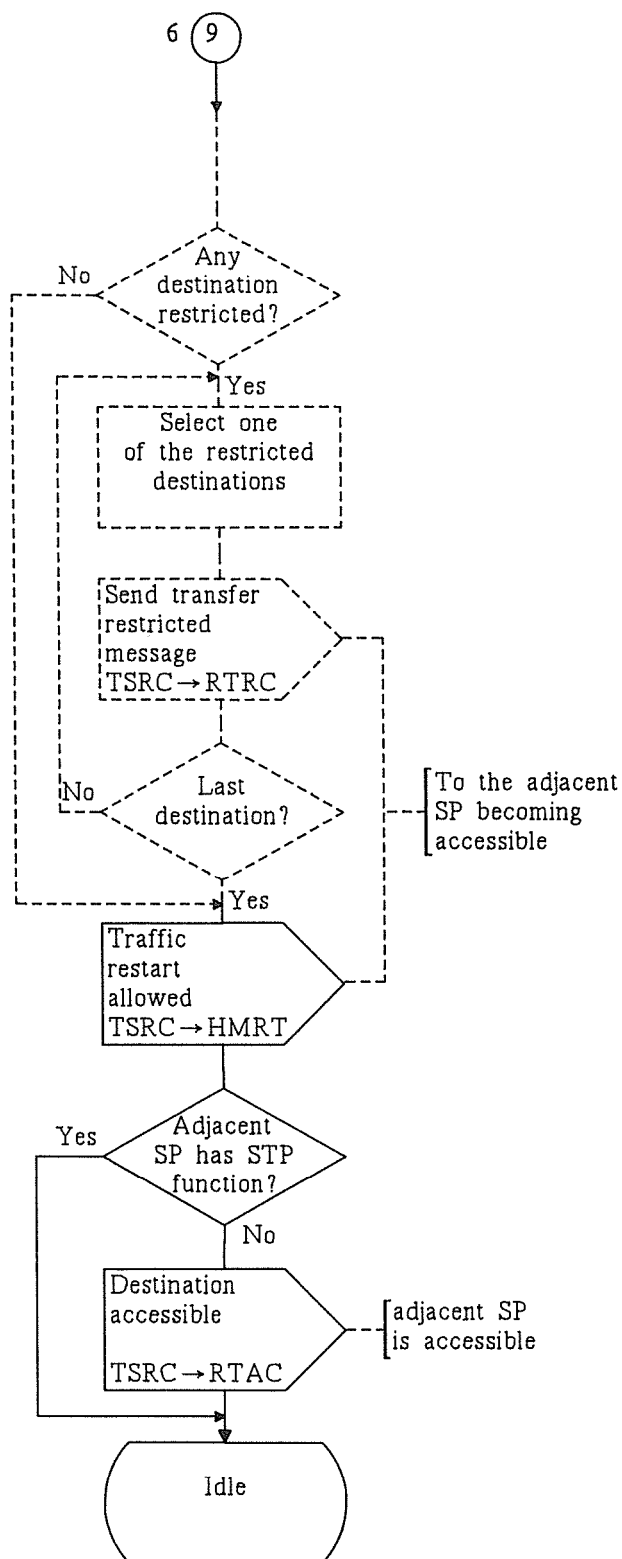 6 9
Any
destination
restricted?
No
Yes
Select one
of the restricted
destinations
Send transfer
restricted
message
TSRC→RTRC
Last
destination?
No
To the adjacent
SP becoming
accessible
Yes
Traffic
restart
allowed
TSRC→HMRT
Adjacent
SP has STP
function?
Yes
No
Destination
accessible
TSRC→RTAC
adjacent SP
is accessible
Idle